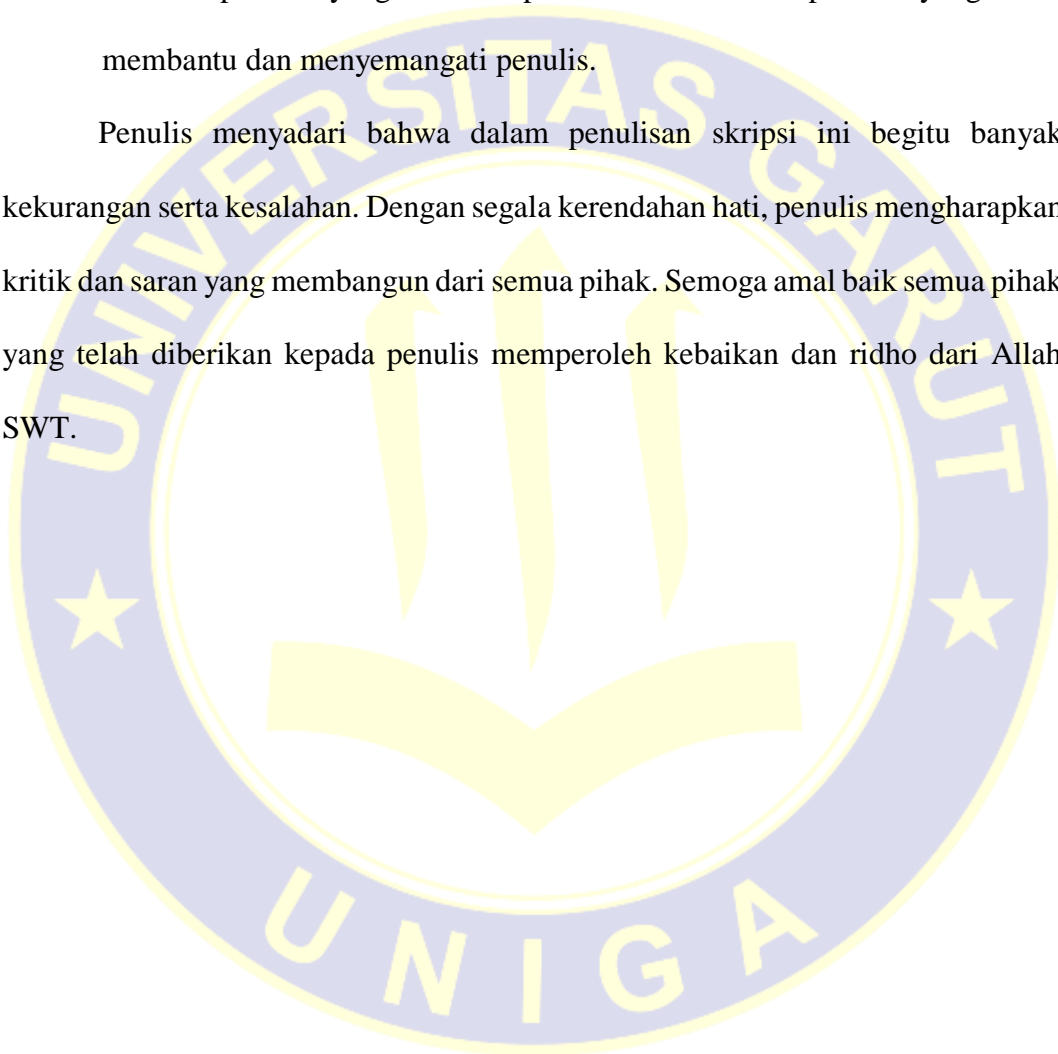 membantu dan menyemangati penulis.
Penulis menyadari bahwa dalam penulisan skripsi ini begitu banyak
kekurangan serta kesalahan. Dengan segala kerendahan hati, penulis mengharapkan
kritik dan saran yang membangun dari semua pihak. Semoga amal baik semua pihak
yang telah diberikan kepada penulis memperoleh kebaikan dan ridho dari Allah
SWT.
UNIVERSITAS GARUT
UNIGA